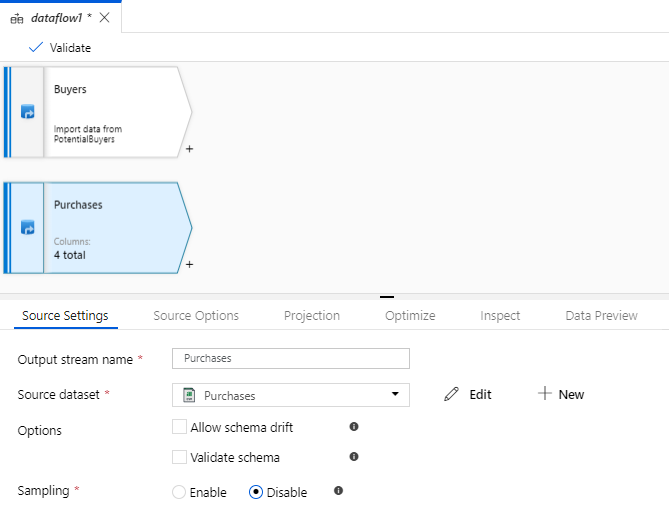 dataflow1 *
Validate
Buyers
Import data from
PotentialBuyers
+
Purchases
Columns:
4 total
+
Source Settings Source Options Projection Optimize Inspect Data Preview
Output stream name * Purchases
Source dataset * Purchases Edit + New
Options Allow schema drift
Validate schema
Sampling * Enable Disable